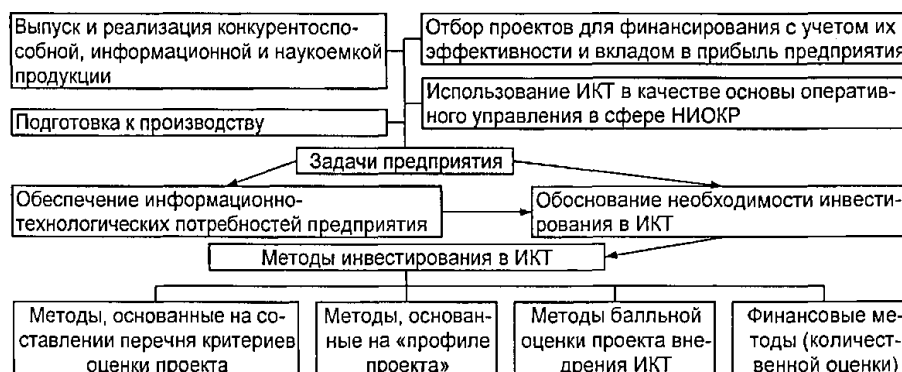 Выпуск и реализация конкурентоспо-
собной, информационной и наукоемкой
продукции
Отбор проектов для финансирования с учетом их
эффективности и вкладом в прибыль предприятия
Использование ИКТ в качестве основы оператив-
ного управления в сфере НИОКР
Подготовка к производству
Задачи предприятия
Обеспечение информационно-
технологических потребностей предприятия
Обоснование необходимости инвести-
рования в ИКТ
Методы инвестирования в ИКТ
Методы, основанные на со-
ставлении перечня критериев
оценки проекта
Методы, основан-
ные на «профиле
проекта»
Методы балльной
оценки проекта вне-
дрения ИКТ
Финансовые ме-
тоды (количест-
венной оценки)